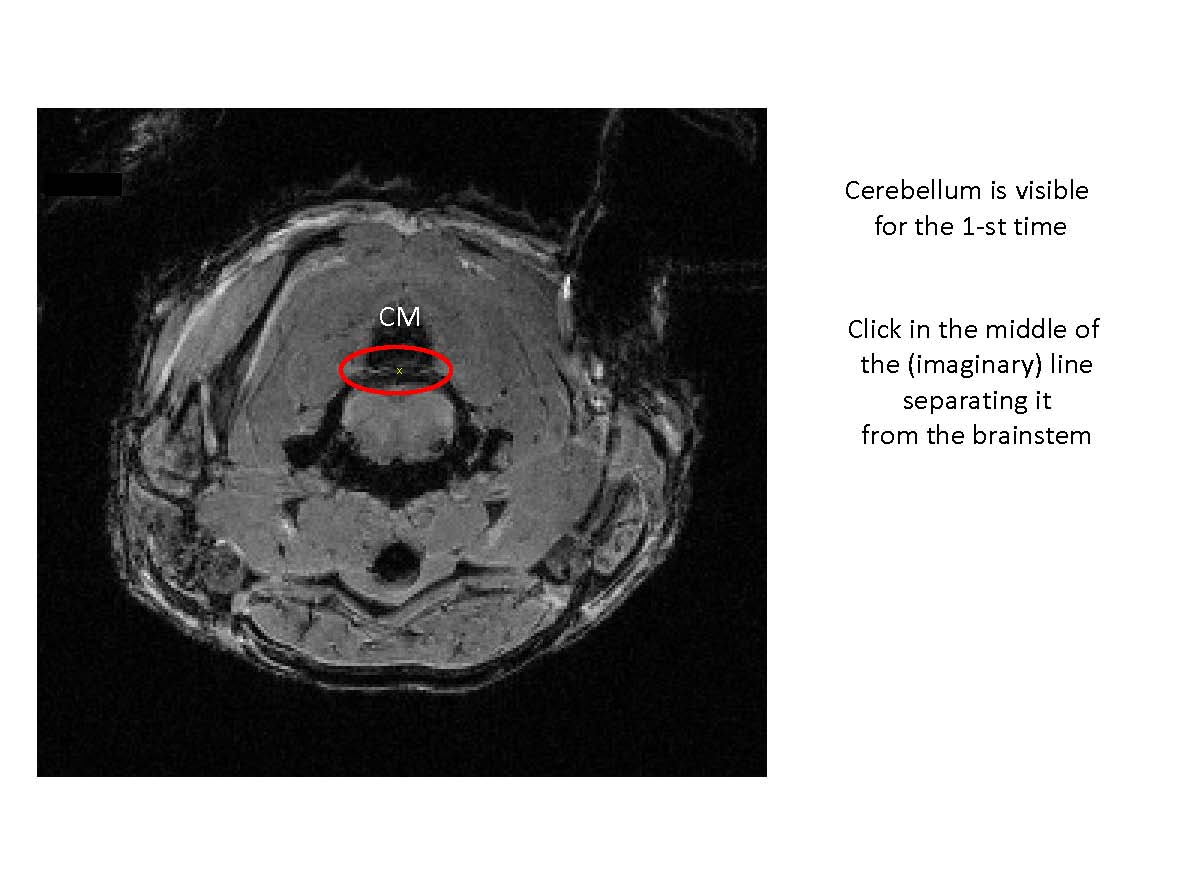 CM
Cerebellum is visible
for the 1-st time
Click in the middle of
the (imaginary) line
separating it
from the brainstem
x